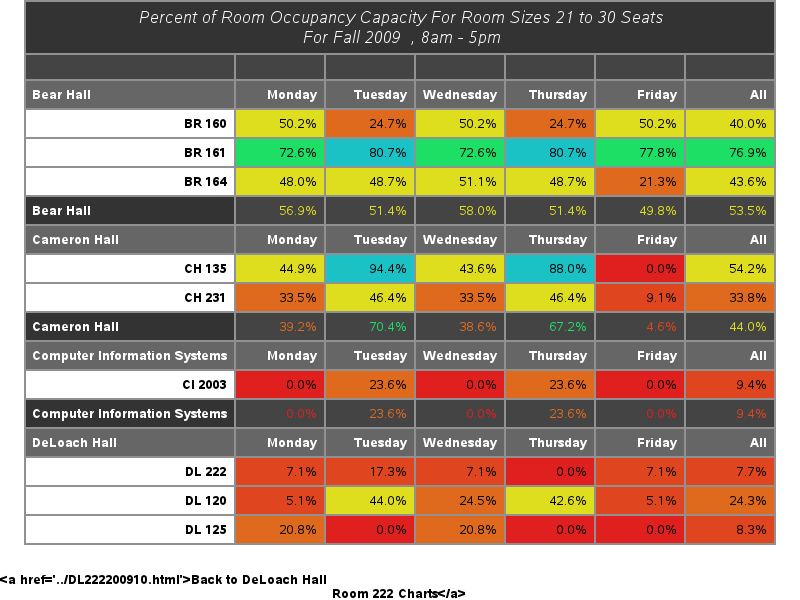 Percent of Room Occupancy Capacity For Room Sizes 21 to 30 Seats
For Fall 2009 , 8am - 5pm
Bear Hall Monday Tuesday Wednesday Thursday Friday All
BR 160 50.2% 24.7% 50.2% 24.7% 50.2% 40.0%
BR 161 72.6% 80.7% 72.6% 80.7% 77.8% 76.9%
BR 164 48.0% 48.7% 51.1% 48.7% 21.3% 43.6%
Bear Hall 56.9% 51.4% 58.0% 51.4% 49.8% 53.5%
Cameron Hall Monday Tuesday Wednesday Thursday Friday All
CH 135 44.9% 94.4% 43.6% 88.0% 0.0% 54.2%
CH 231 33.5% 46.4% 33.5% 46.4% 9.1% 33.8%
Cameron Hall 39.2% 70.4% 38.6% 67.2% 4.6% 44.0%
Computer Information Systems Monday Tuesday Wednesday Thursday Friday All
CI 2003 0.0% 23.6% 0.0% 23.6% 0.0% 9.4%
Computer Information Systems 0.0% 23.6% 0.0% 23.6% 0.0% 9.4%
DeLoach Hall Monday Tuesday Wednesday Thursday Friday All
DL 222 7.1% 17.3% 7.1% 0.0% 7.1% 7.7%
DL 120 5.1% 44.0% 24.5% 42.6% 5.1% 24.3%
DL 125 20.8% 0.0% 20.8% 0.0% 0.0% 8.3%
<a href='../DL222200910.html'>Back to DeLoach Hall
Room 222 Charts</a>